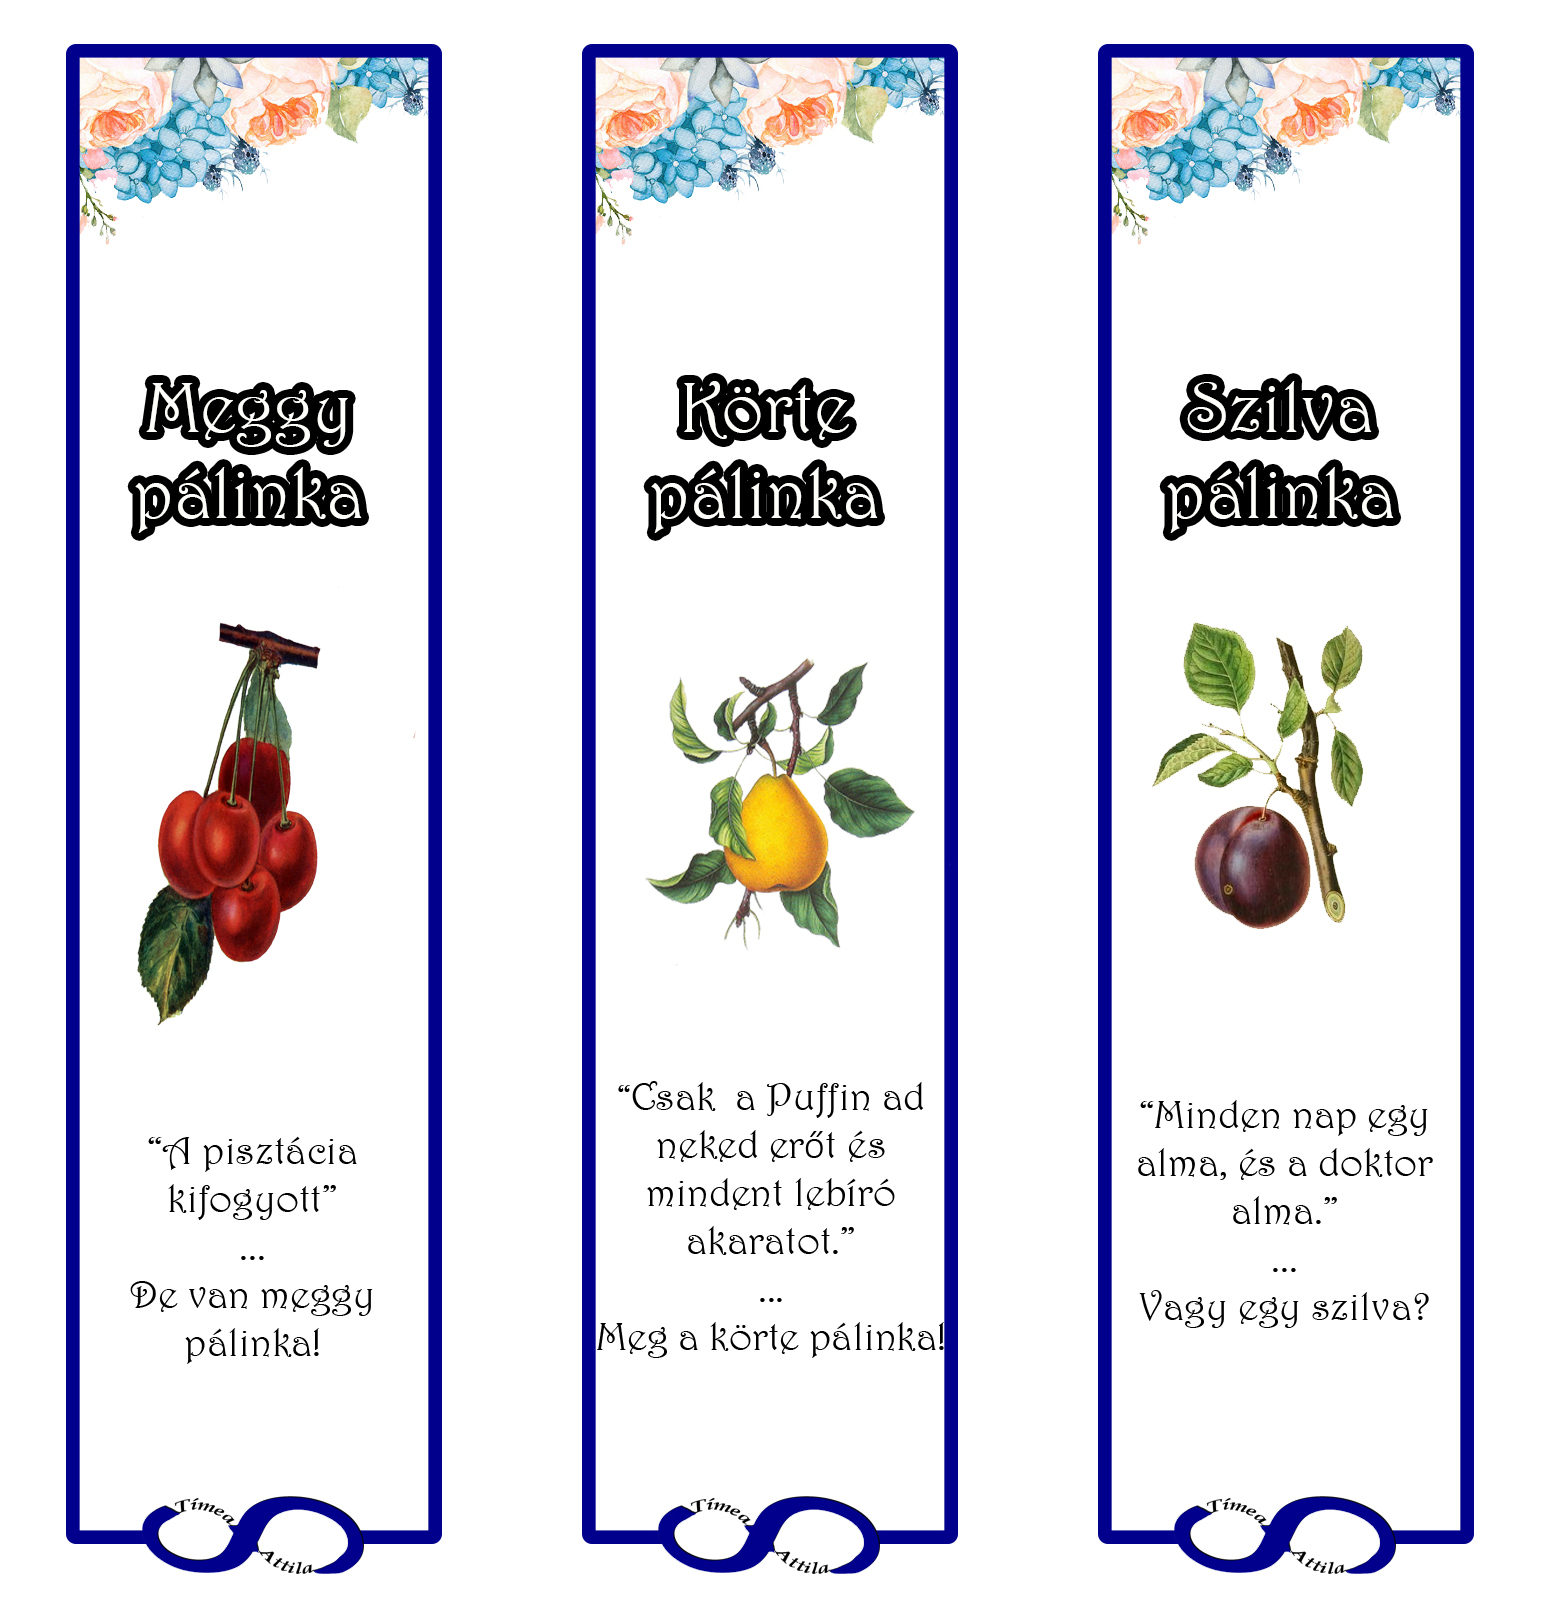 Meggy
pálinka
“A pisztácia
kifogyott”
...
De van meggy
pálinka!
Tímea
Attila
Körte
pálinka
“Csak a Puffin ad
neked erőt és
mindent lebíró
akaratot.”
...
Meg a körte pálinka!
Tímea
Attila
Szilva
pálinka
“Minden nap egy
alma, és a doktor
alma.”
...
Vagy egy szilva?
Tímea
Attila